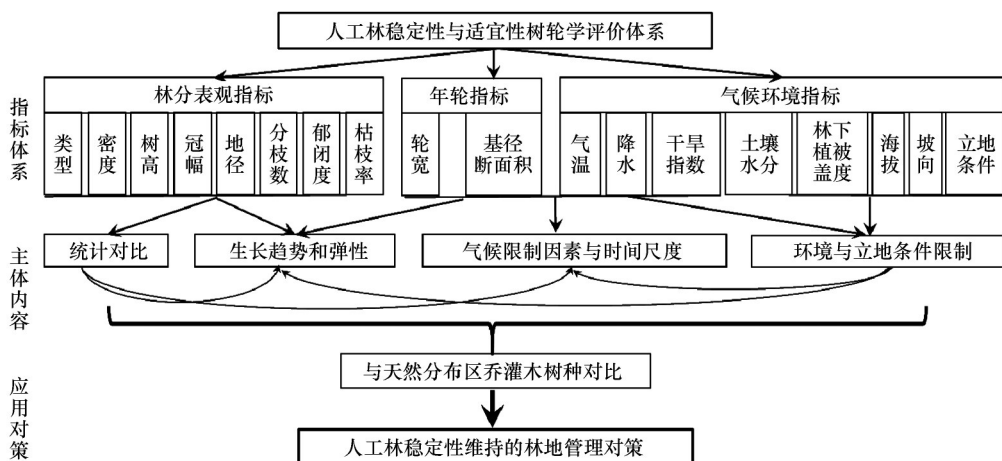 人工林稳定性与适宜性树轮学评价体系
指标体系
林分表观指标
年轮指标
气候环境指标
类型
密度
树高
冠幅
地径
分枝数
郁闭度
枯枝率
轮宽
基径
断面积
气温
降水
干旱
指数
土壤
水分
林下
植被
盖度
海拔
坡向
立地
条件
主体内容
统计对比
生长趋势和弹性
气候限制因素与时间尺度
环境与立地条件限制
应用对策
与天然分布区乔灌木树种对比
人工林稳定性维持的林地管理对策